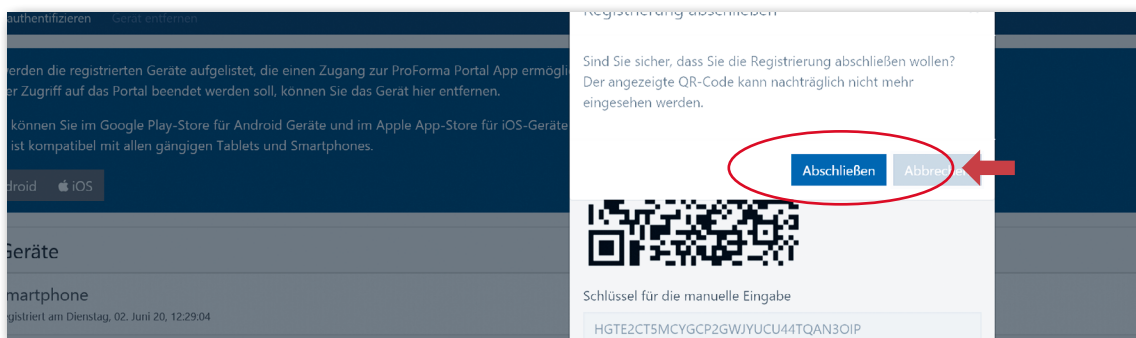 authentifizieren Gerät entfernen
werden die registrierten Geräte aufgelistet, die einen Zugang zur ProForma Portal App ermögli
er Zugriff auf das Portal beendet werden soll, können Sie das Gerät hier entfernen.
können Sie im Google Play-Store für Android Geräte und im Apple App-Store für iOS-Geräte
ist kompatibel mit allen gängigen Tablets und Smartphones.
droid iOS
Geräte
martphone
egistriert am Dienstag, 02. Juni 20, 12:29:04
Registrierung abschließen
Sind Sie sicher, dass Sie die Registrierung abschließen wollen?
Der angezeigte QR-Code kann nachträglich nicht mehr
eingesehen werden.
Abschließen Abbrechen
Schlüssel für die manuelle Eingabe
HGTE2CT5MCYGCP2GWJYUCU44TQAN3OIP